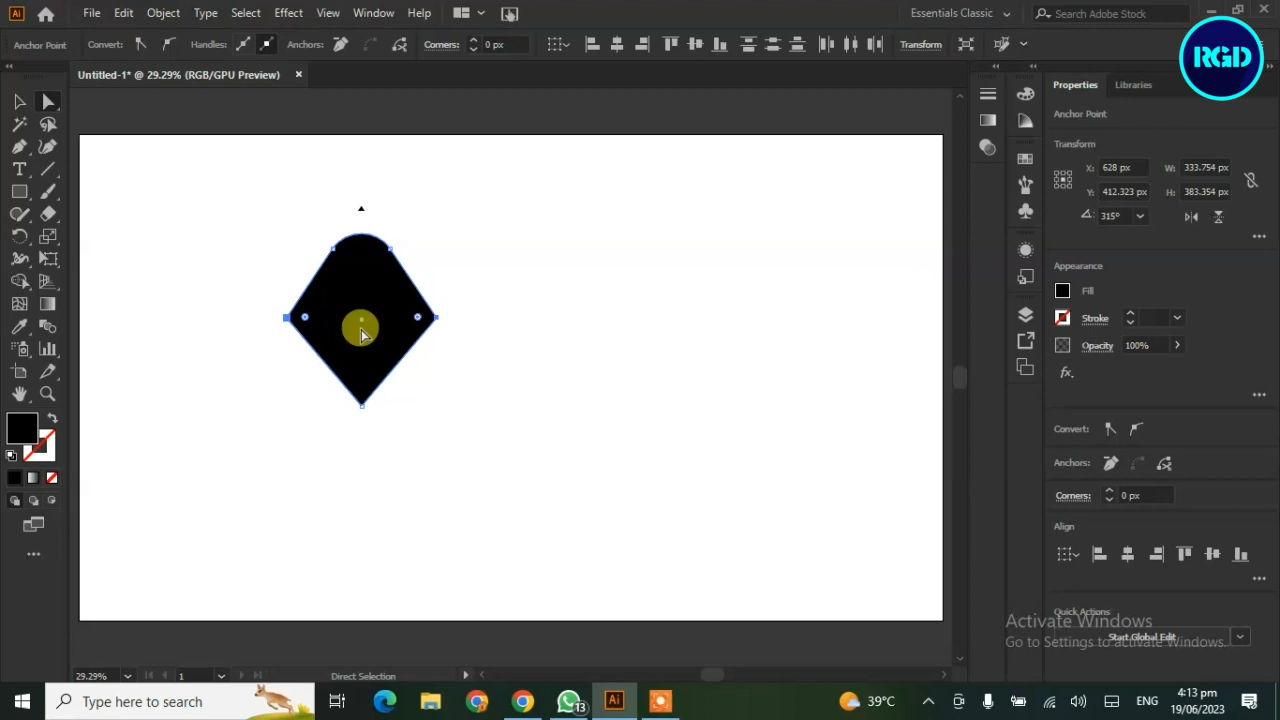 Ai File Edit Object Type Select Effect View Window Help Essentials Classic Search Adobe Stock
Anchor Point Convert: Handles: Anchors: Corners: 0 px Transform
RGD
Untitled-1* @ 29.29% (RGB/GPU Preview)
Properties Libraries
Anchor Point
Transform
X: 628 px W: 333.754 px
Y: 412.323 px H: 383.354 px
315°
Appearance
Fill
Stroke
Opacity 100%
fx.
Convert:
Anchors:
Corners: 0 px
Align
Quick Actions
Start Global Edit
Activate Windows
Go to Settings to activate Windows.
29.29% 1 Direct Selection
Type here to search 13 Ai 39°C ENG 4:13 pm
19/06/2023